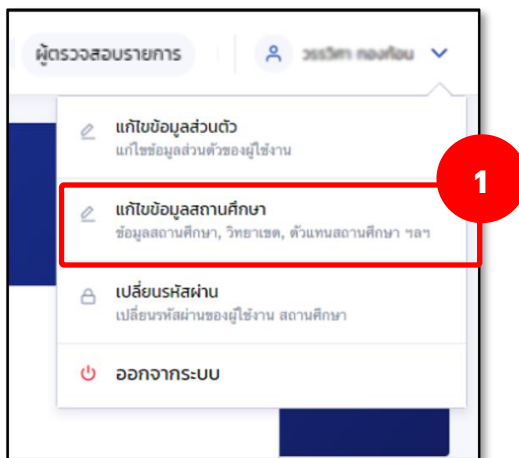 ผู้ตรวจสอบรายการ
แก้ไขข้อมูลส่วนตัว
แก้ไขข้อมูลส่วนตัวของผู้ใช้งาน
1
แก้ไขข้อมูลสถานศึกษา
ข้อมูลสถานศึกษา, วิทยาเขต, ตัวแทนสถานศึกษา ฯลฯ
เปลี่ยนรหัสผ่าน
เปลี่ยนรหัสผ่านของผู้ใช้งาน สถานศึกษา
ออกจากระบบ